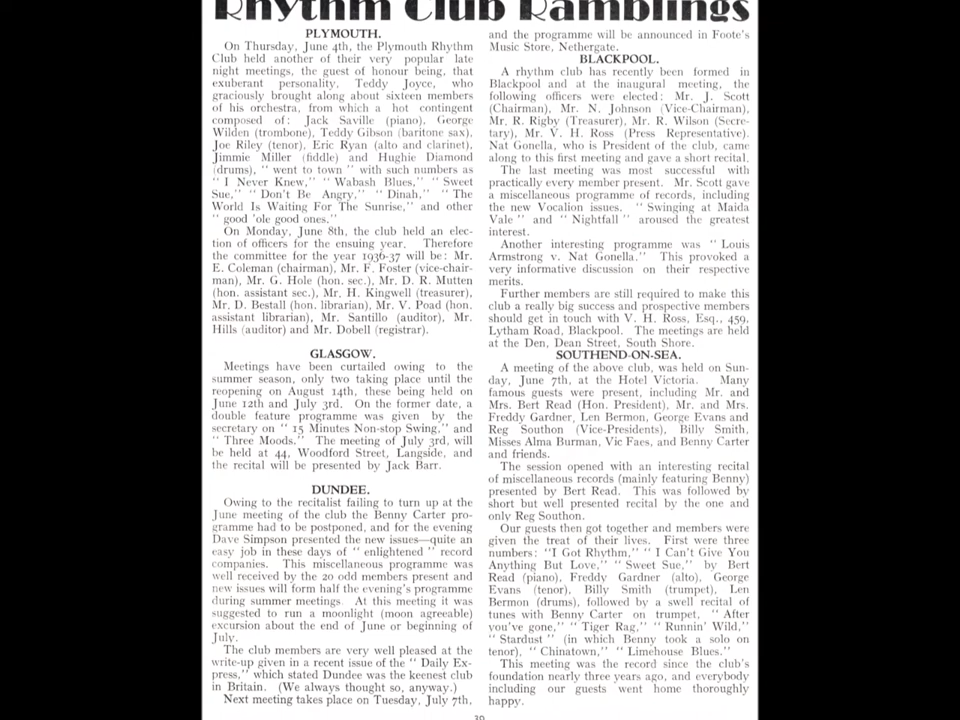 Rhythm Club Ramblings
PLYMOUTH.
On Thursday, June 4th, the Plymouth Rhythm
Club held another of their very popular late
night meetings, the guest of honour being, that
exuberant personality, Teddy Joyce, who
graciously brought along about sixteen members
of his orchestra, from which a hot contingent
composed of: Jack Saville (piano), George
Wilden (trombone), Teddy Gibson (baritone sax),
Joe Riley (tenor), Eric Ryan (alto and clarinet),
Jimmie Miller (fiddle) and Hughie Diamond
(drums), "went to town" with such numbers as
"I Never Knew," "Wabash Blues," "Sweet
Sue," "Don't Be Angry," "Dinah," "The
World Is Waiting For The Sunrise," and other
"good 'ole good ones."
On Monday, June 8th, the club held an elec-
tion of officers for the ensuing year. Therefore
the committee for the year 1936-37 will be: Mr.
E. Coleman (chairman), Mr. F. Foster (vice-chair-
man), Mr. G. Hole (hon. sec.), Mr. D. R. Mutten
(hon. assistant sec.), Mr. H. Kingwell (treasurer),
Mr. D. Bestall (hon. librarian), Mr. V. Poad (hon.
assistant librarian), Mr. Santillo (auditor), Mr.
Hills (auditor) and Mr. Dobell (registrar).
GLASGOW.
Meetings have been curtailed owing to the
summer season, only two taking place until the
reopening on August 14th, these being held on
June 12th and July 3rd. On the former date, a
double feature programme was given by the
secretary on "15 Minutes Non-stop Swing," and
"Three Moods." The meeting of July 3rd, will
be held at 44, Woodford Street, Langside, and
the recital will be presented by Jack Barr.
DUNDEE.
Owing to the recitalist failing to turn up at the
June meeting of the club the Benny Carter pro-
gramme had to be postponed, and for the evening
Dave Simpson presented the new issues—quite an
easy job in these days of "enlightened" record
companies. This miscellaneous programme was
well received by the 20 odd members present and
new issues will form half the evening's programme
during summer meetings. At this meeting it was
suggested to run a moonlight (moon agreeable)
excursion about the end of June or beginning of
July.
The club members are very well pleased at the
write-up given in a recent issue of the "Daily Ex-
press," which stated Dundee was the keenest club
in Britain. (We always thought so, anyway.)
Next meeting takes place on Tuesday, July 7th,
and the programme will be announced in Foote's
Music Store, Nethergate.
BLACKPOOL.
A rhythm club has recently been formed in
Blackpool and at the inaugural meeting, the
following officers were elected: Mr. J. Scott
(Chairman), Mr. N. Johnson (Vice-Chairman),
Mr. R. Rigby (Treasurer), Mr. R. Wilson (Secre-
tary), Mr. V. H. Ross (Press Representative).
Nat Gonella, who is President of the club, came
along to this first meeting and gave a short recital.
The last meeting was most successful with
practically every member present. Mr. Scott gave
a miscellaneous programme of records, including
the new Vocalion issues. "Swinging at Maida
Vale" and "Nightfall" aroused the greatest
interest.
Another interesting programme was "Louis
Armstrong v. Nat Gonella." This provoked a
very informative discussion on their respective
merits.
Further members are still required to make this
club a really big success and prospective members
should get in touch with V. H. Ross, Esq., 459,
Lytham Road, Blackpool. The meetings are held
at the Den, Dean Street, South Shore.
SOUTHEND-ON-SEA.
A meeting of the above club, was held on Sun-
day, June 7th, at the Hotel Victoria. Many
famous guests were present, including Mr. and
Mrs. Bert Read (Hon. President), Mr. and Mrs.
Freddy Gardner, Len Bermon, George Evans and
Reg Southon (Vice-Presidents), Billy Smith,
Misses Alma Burman, Vic Faes, and Benny Carter
and friends.
The session opened with an interesting recital
of miscellaneous records (mainly featuring Benny)
presented by Bert Read. This was followed by
short but well presented recital by the one and
only Reg Southon.
Our guests then got together and members were
given the treat of their lives. First were three
numbers: "I Got Rhythm," "I Can't Give You
Anything But Love," "Sweet Sue," by Bert
Read (piano), Freddy Gardner (alto), George
Evans (tenor), Billy Smith (trumpet), Len
Bermon (drums), followed by a swell recital of
tunes with Benny Carter on trumpet, "After
you've gone," "Tiger Rag," "Runnin' Wild,"
"Stardust" (in which Benny took a solo on
tenor), "Chinatown," "Limehouse Blues."
This meeting was the record since the club's
foundation nearly three years ago, and everybody
including our guests went home thoroughly
happy.